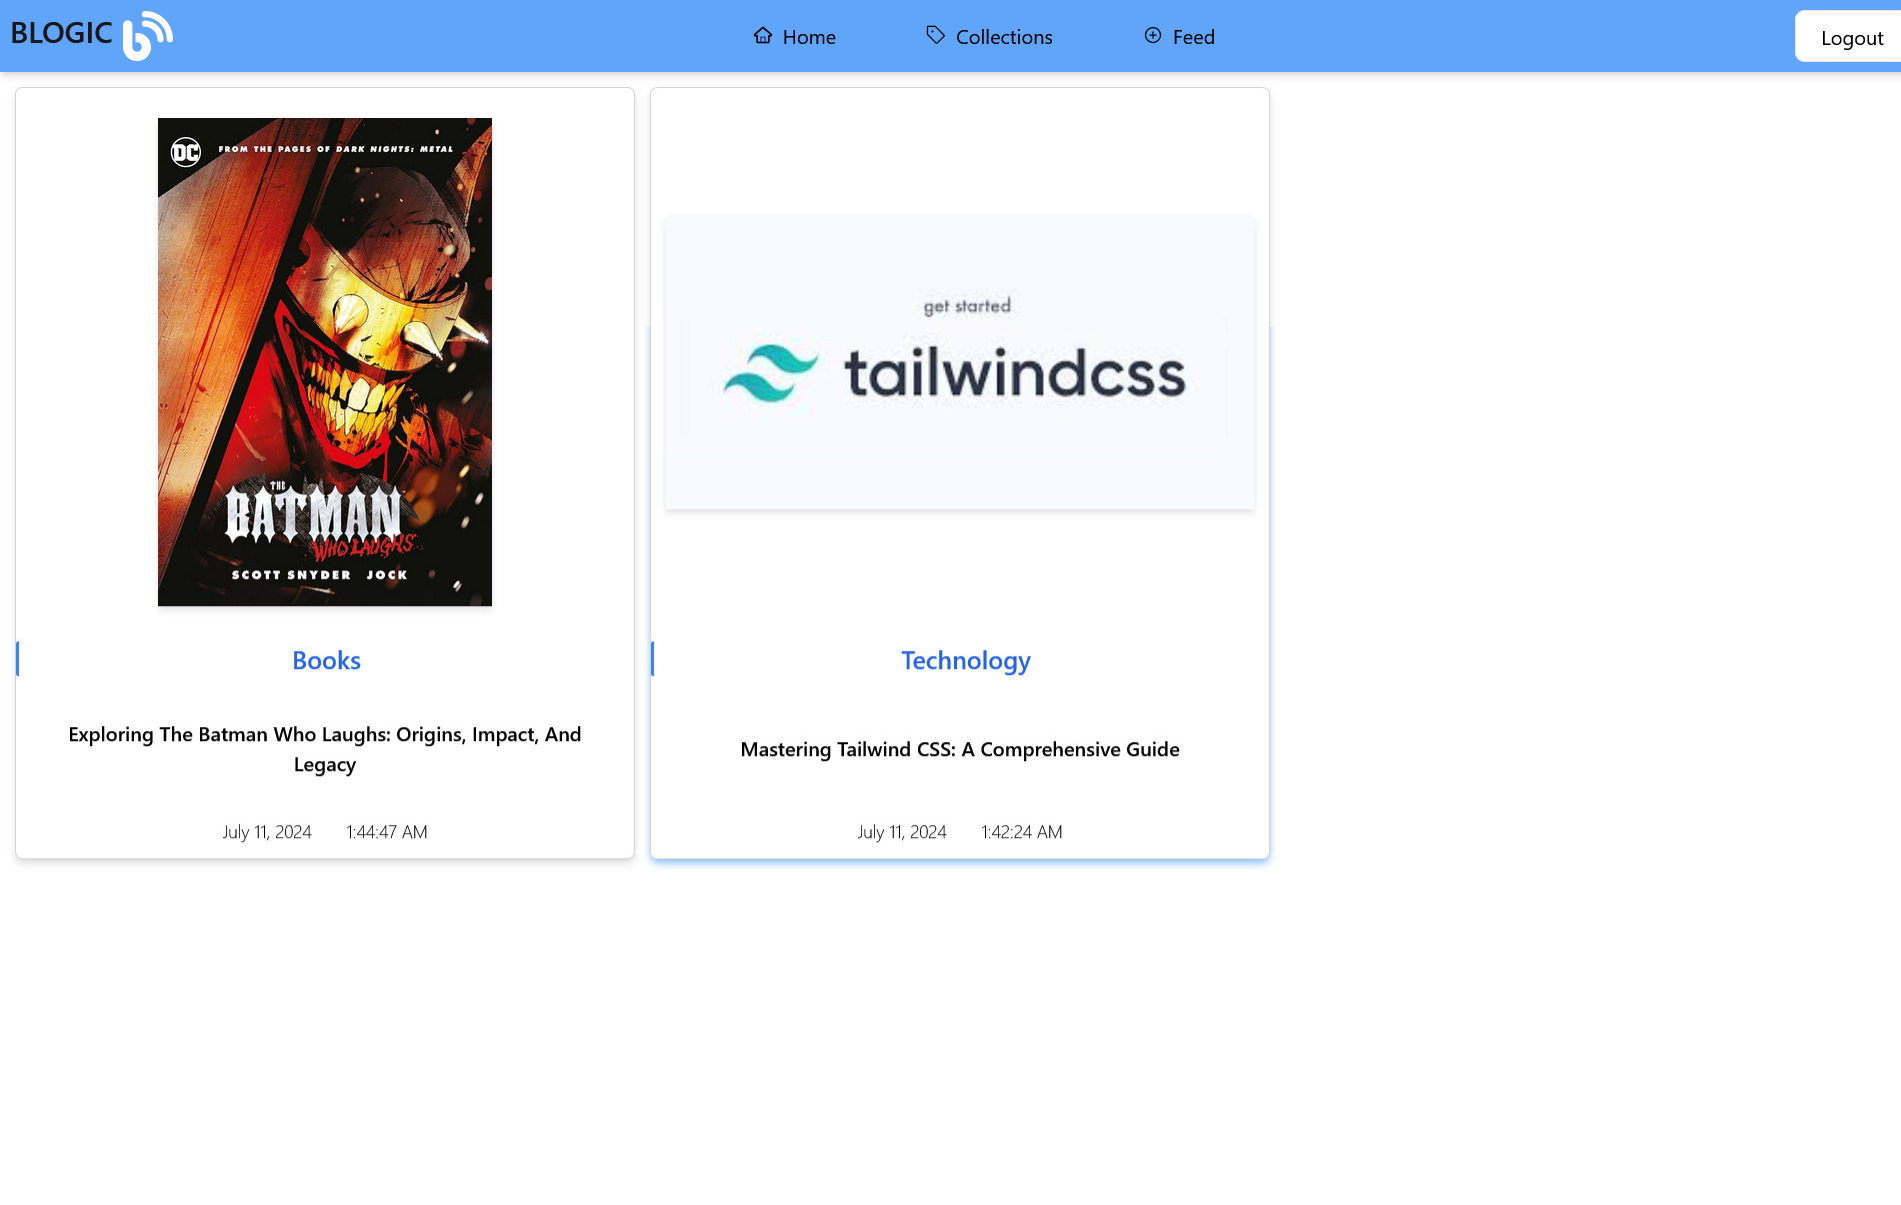 BLOGIC
Home
Collections
Feed
Logout
DC
FROM THE PAGES OF DARK NIGHTS: METAL
THE
BATMAN
WHO LAUGHS
SCOTT SNYDER JOCK
Books
Exploring The Batman Who Laughs: Origins, Impact, And
Legacy
July 11, 2024 1:44:47 AM
get started
tailwindcss
Technology
Mastering Tailwind CSS: A Comprehensive Guide
July 11, 2024 1:42:24 AM